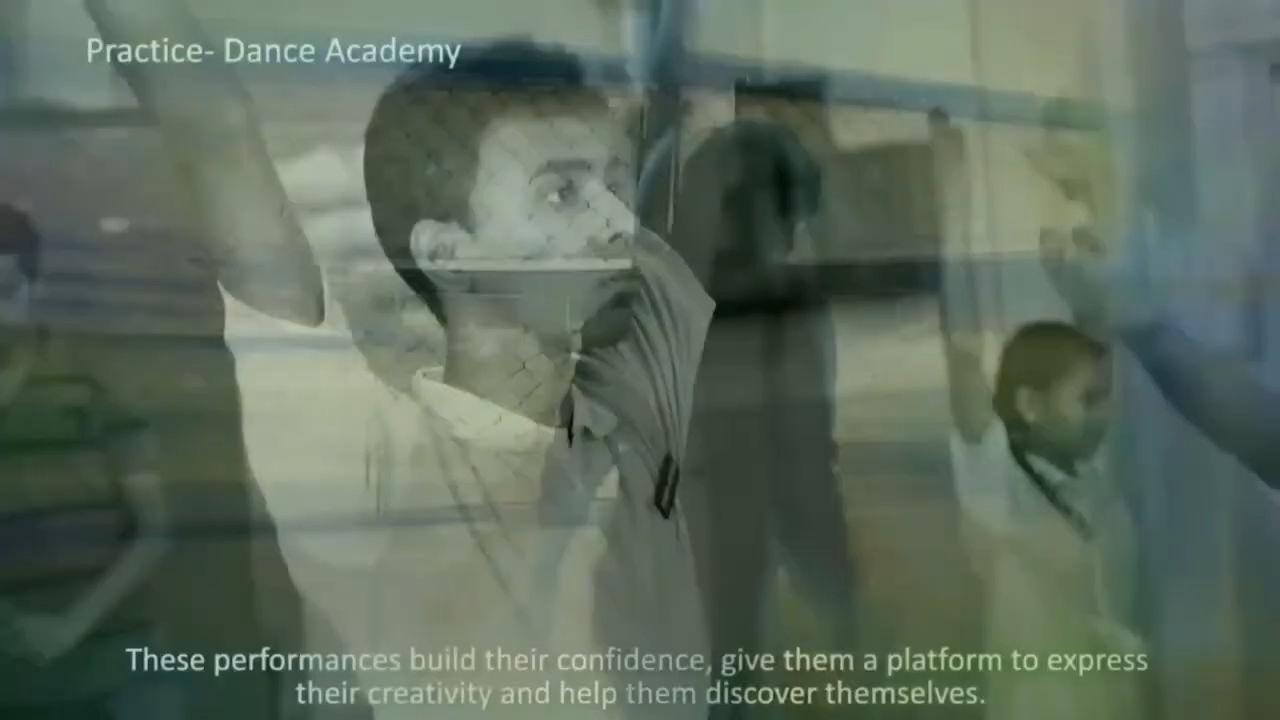 Practice- Dance Academy
These performances build their confidence, give them a platform to express
their creativity and help them discover themselves.